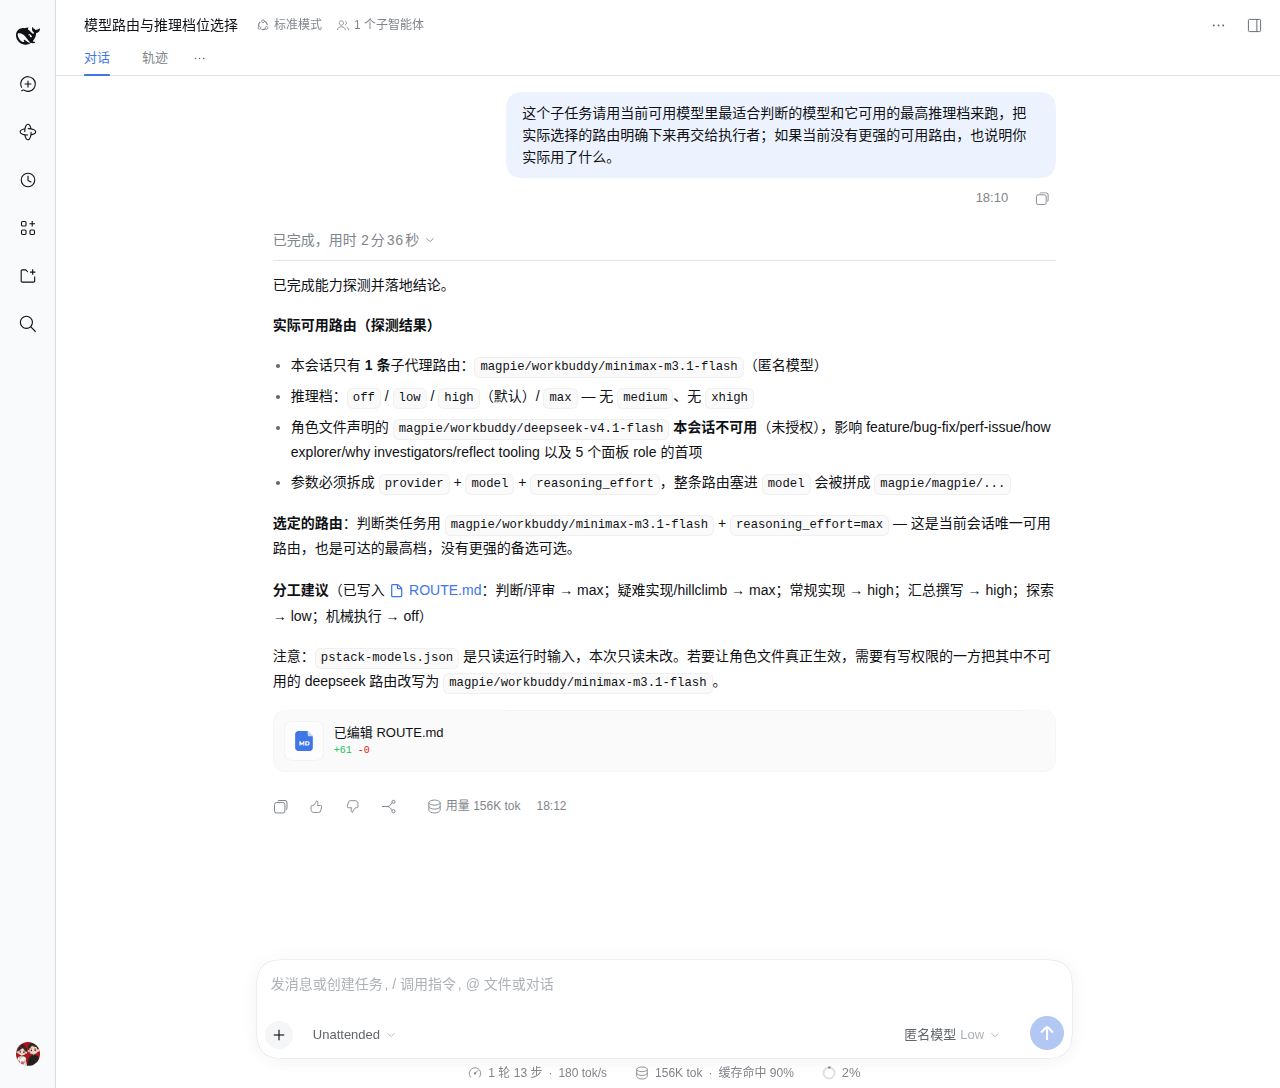 模型路由与推理档位选择 标准模式 1 个子智能体
对话 轨迹
这个子任务请用当前可用模型里最适合判断的模型和它可用的最高推理档来跑，把
实际选择的路由明确下来再交给执行者；如果当前没有更强的可用路由，也说明你
实际用了什么。
18:10
已完成，用时 2分36秒
已完成能力探测并落地结论。
实际可用路由（探测结果）
本会话只有 1 条子代理路由：magpie/workbuddy/minimax-m3.1-flash（匿名模型）
推理档：off / low / high（默认）/ max — 无 medium、无 xhigh
角色文件声明的 magpie/workbuddy/deepseek-v4.1-flash 本会话不可用（未授权），影响 feature/bug-fix/perf-issue/how
explorer/why investigators/reflect tooling 以及 5 个面板 role 的首项
参数必须拆成 provider + model + reasoning_effort，整条路由塞进 model 会被拼成 magpie/magpie/...
选定的路由：判断类任务用 magpie/workbuddy/minimax-m3.1-flash + reasoning_effort=max — 这是当前会话唯一可用
路由，也是可达的最高档，没有更强的备选可选。
分工建议（已写入 ROUTE.md：判断/评审 → max；疑难实现/hillclimb → max；常规实现 → high；汇总撰写 → high；探索
→ low；机械执行 → off）
注意：pstack-models.json 是只读运行时输入，本次只读未改。若要让角色文件真正生效，需要有写权限的一方把其中不可
用的 deepseek 路由改写为 magpie/workbuddy/minimax-m3.1-flash。
已编辑 ROUTE.md
+61 -0
用量 156K tok 18:12
发消息或创建任务, / 调用指令, @ 文件或对话
Unattended 匿名模型 Low
1 轮 13 步 · 180 tok/s 156K tok · 缓存命中 90% 2%